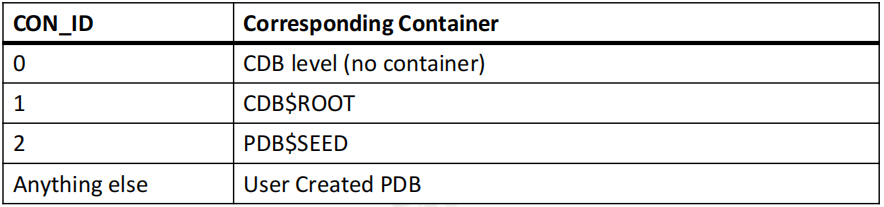 CON_ID Corresponding Container
0 CDB level (no container)
1 CDB$ROOT
2 PDB$SEED
Anything else User Created PDB